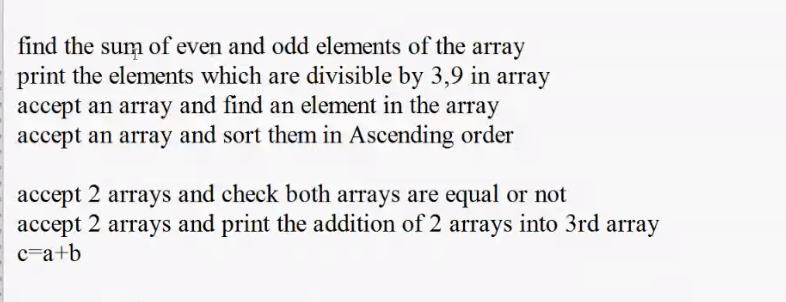 find the sum of even and odd elements of the array
print the elements which are divisible by 3,9 in array
accept an array and find an element in the array
accept an array and sort them in Ascending order
accept 2 arrays and check both arrays are equal or not
accept 2 arrays and print the addition of 2 arrays into 3rd array
c=a+b